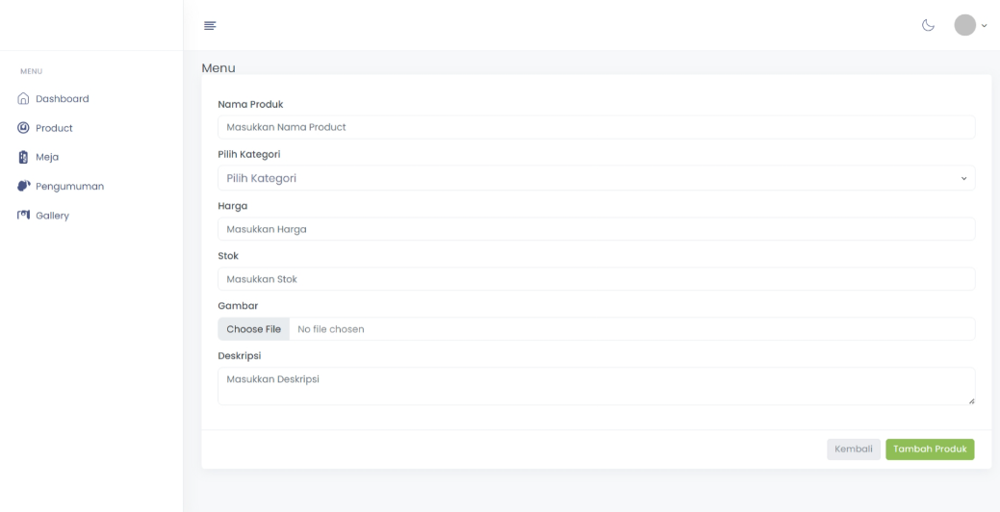 Menu
MENU
Dashboard
Product
Meja
Pengumuman
Gallery
Nama Produk
Masukkan Nama Product
Pilih Kategori
Pilih Kategori
Harga
Masukkan Harga
Stok
Masukkan Stok
Gambar
Choose File No file chosen
Deskripsi
Masukkan Deskripsi
Kembali Tambah Produk